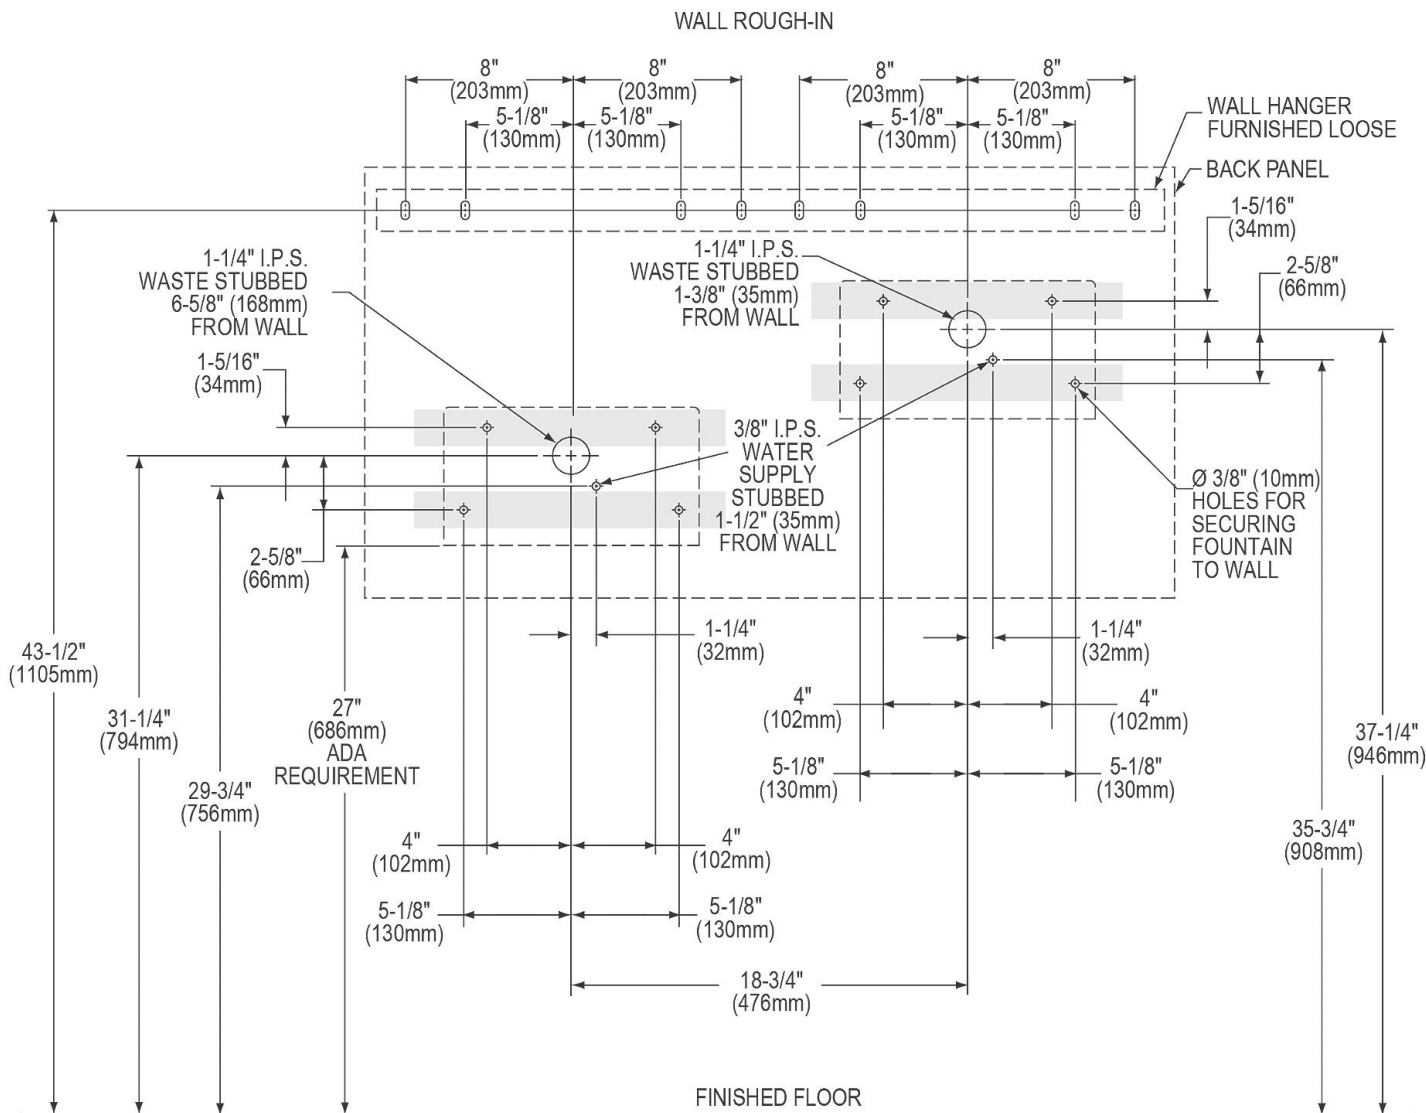 WALL ROUGH-IN
8"
(203mm)
8"
(203mm)
8"
(203mm)
8"
(203mm)
5-1/8"
(130mm)
5-1/8"
(130mm)
5-1/8"
(130mm)
5-1/8"
(130mm)
WALL HANGER
FURNISHED LOOSE
BACK PANEL
1-5/16"
(34mm)
2-5/8"
(66mm)
1-1/4" I.P.S.
WASTE STUBBED
6-5/8" (168mm)
FROM WALL
1-1/4" I.P.S.
WASTE STUBBED
1-3/8" (35mm)
FROM WALL
1-5/16"
(34mm)
3/8" I.P.S.
WATER
SUPPLY
STUBBED
1-1/2" (35mm)
FROM WALL
Ø 3/8" (10mm)
HOLES FOR
SECURING
FOUNTAIN
TO WALL
2-5/8"
(66mm)
1-1/4"
(32mm)
1-1/4"
(32mm)
43-1/2"
(1105mm)
31-1/4"
(794mm)
27"
(686mm)
ADA
REQUIREMENT
29-3/4"
(756mm)
4"
(102mm)
4"
(102mm)
37-1/4"
(946mm)
5-1/8"
(130mm)
5-1/8"
(130mm)
35-3/4"
(908mm)
4"
(102mm)
4"
(102mm)
5-1/8"
(130mm)
5-1/8"
(130mm)
18-3/4"
(476mm)
FINISHED FLOOR